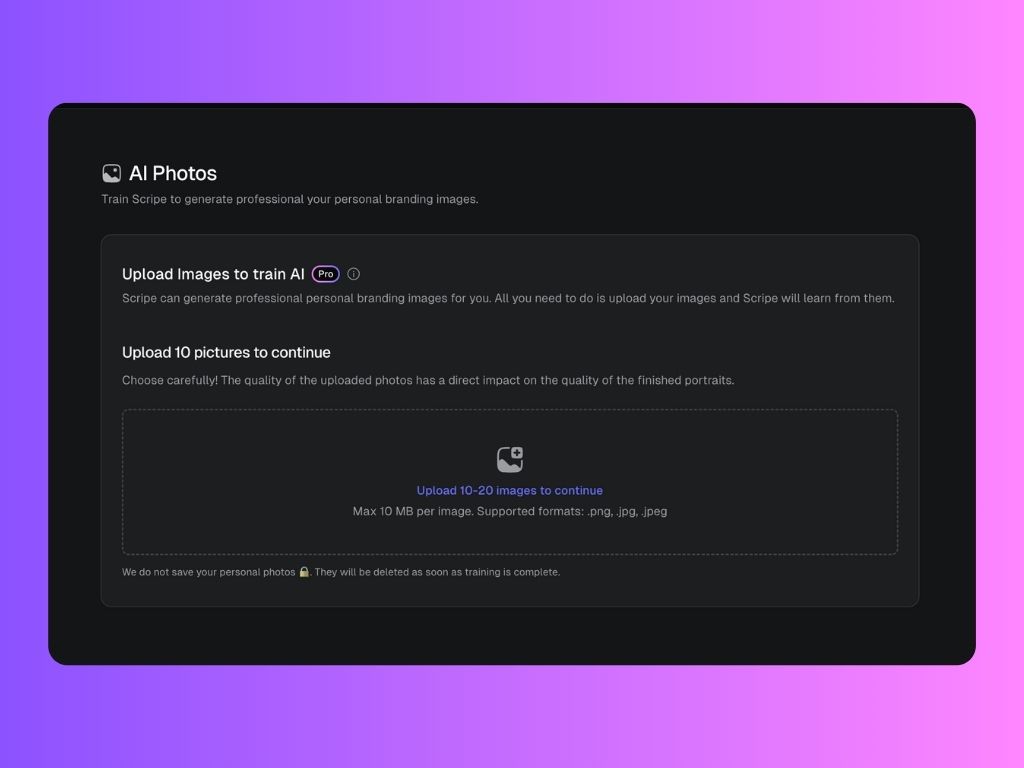 AI Photos
Train Scripe to generate professional your personal branding images.
Upload Images to train AI Pro
Scripe can generate professional personal branding images for you. All you need to do is upload your images and Scripe will learn from them.
Upload 10 pictures to continue
Choose carefully! The quality of the uploaded photos has a direct impact on the quality of the finished portraits.
Upload 10-20 images to continue
Max 10 MB per image. Supported formats: .png, .jpg, .jpeg
We do not save your personal photos 🔒. They will be deleted as soon as training is complete.